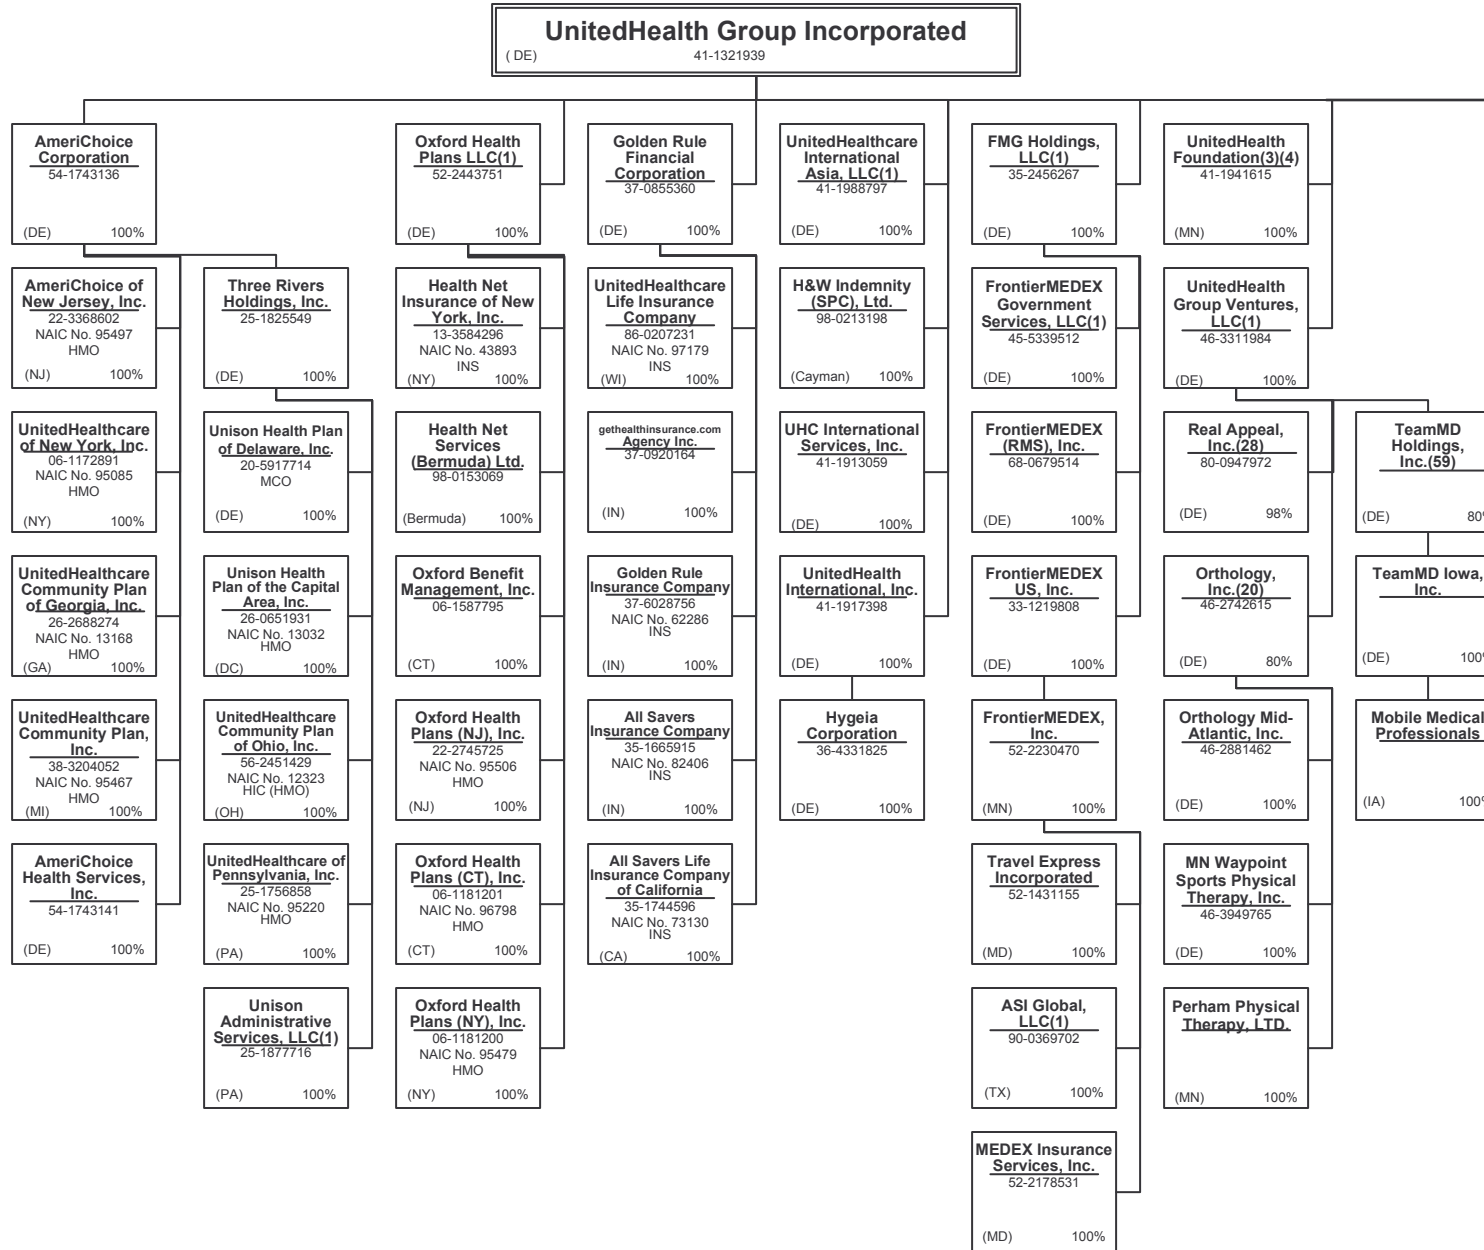 UnitedHealth Group Incorporated
( DE)
41-1321939
AmeriChoice
Corporation
54-1743136
(DE)
100%
AmeriChoice of
New Jersey, Inc.
22-3368602
NAIC No. 95497
HMO
(NJ)
100%
UnitedHealthcare
of New York, Inc.
06-1172891
NAIC No. 95085
HMO
(NY)
100%
UnitedHealthcare
Community Plan
of Georgia, Inc.
26-2688274
NAIC No. 13168
HMO
(GA)
100%
UnitedHealthcare
Community Plan,
Inc.
38-3204052
NAIC No. 95467
HMO
(MI)
100%
AmeriChoice
Health Services,
Inc.
54-1743141
(DE)
100%
Three Rivers
Holdings, Inc.
25-1825549
(DE)
100%
Unison Health Plan
of Delaware, Inc.
20-5917714
MCO
(DE)
100%
Unison Health
Plan of the Capital
Area, Inc.
26-0651931
NAIC No. 13032
HMO
(DC)
100%
UnitedHealthcare
Community Plan
of Ohio, Inc.
56-2451429
NAIC No. 12323
HIC (HMO)
(OH)
100%
UnitedHealthcare of
Pennsylvania, Inc.
25-1756858
NAIC No. 95220
HMO
(PA)
100%
Unison
Administrative
Services, LLC(1)
25-1877716
(PA)
100%
Oxford Health
Plans LLC(1)
52-2443751
(DE)
100%
Health Net
Insurance of New
York, Inc.
13-3584296
NAIC No. 43893
INS
(NY)
100%
Health Net
Services
(Bermuda) Ltd.
98-0153069
(Bermuda)
100%
Oxford Benefit
Management, Inc.
06-1587795
(CT)
100%
Oxford Health
Plans (NJ), Inc.
22-2745725
NAIC No. 95506
HMO
(NJ)
100%
Oxford Health
Plans (CT), Inc.
06-1181201
NAIC No. 96798
HMO
(CT)
100%
Oxford Health
Plans (NY), Inc.
06-1181200
NAIC No. 95479
HMO
(NY)
100%
Golden Rule
Financial
Corporation
37-0855360
(DE)
100%
UnitedHealthcare
Life Insurance
Company
86-0207231
NAIC No. 97179
INS
(WI)
100%
gethealthinsurance.com
Agency Inc.
37-0920164
(IN)
100%
Golden Rule
Insurance Company
37-6028756
NAIC No. 62286
INS
(IN)
100%
All Savers
Insurance Company
35-1665915
NAIC No. 82406
INS
(IN)
100%
All Savers Life
Insurance Company
of California
35-1744596
NAIC No. 73130
INS
(CA)
100%
UnitedHealthcare
International
Asia, LLC(1)
41-1988797
(DE)
100%
H&W Indemnity
(SPC), Ltd.
98-0213198
(Cayman)
100%
UHC International
Services, Inc.
41-1913059
(DE)
100%
UnitedHealth
International, Inc.
41-1917398
(DE)
100%
Hygeia
Corporation
36-4331825
(DE)
100%
FMG Holdings,
LLC(1)
35-2456267
(DE)
100%
FrontierMEDEX
Government
Services, LLC(1)
45-5339512
(DE)
100%
FrontierMEDEX
(RMS), Inc.
68-0679514
(DE)
100%
FrontierMEDEX
US, Inc.
33-1219808
(DE)
100%
FrontierMEDEX,
Inc.
52-2230470
(MN)
100%
Travel Express
Incorporated
52-1431155
(MD)
100%
ASI Global,
LLC(1)
90-0369702
(TX)
100%
MEDEX Insurance
Services, Inc.
52-2178531
(MD)
100%
UnitedHealth
Foundation(3)(4)
41-1941615
(MN)
100%
UnitedHealth
Group Ventures,
LLC(1)
46-3311984
(DE)
100%
Real Appeal,
Inc.(28)
80-0947972
(DE)
98%
Orthology,
Inc.(20)
46-2742615
(DE)
80%
Orthology Mid-
Atlantic, Inc.
46-2881462
(DE)
100%
MN Waypoint
Sports Physical
Therapy, Inc.
46-3949765
(DE)
100%
Perham Physical
Therapy, LTD.
(MN)
100%
TeamMD
Holdings,
Inc.(59)
(DE)
80%
TeamMD Iowa,
Inc.
(DE)
100%
Mobile Medical
Professionals
(IA)
100%